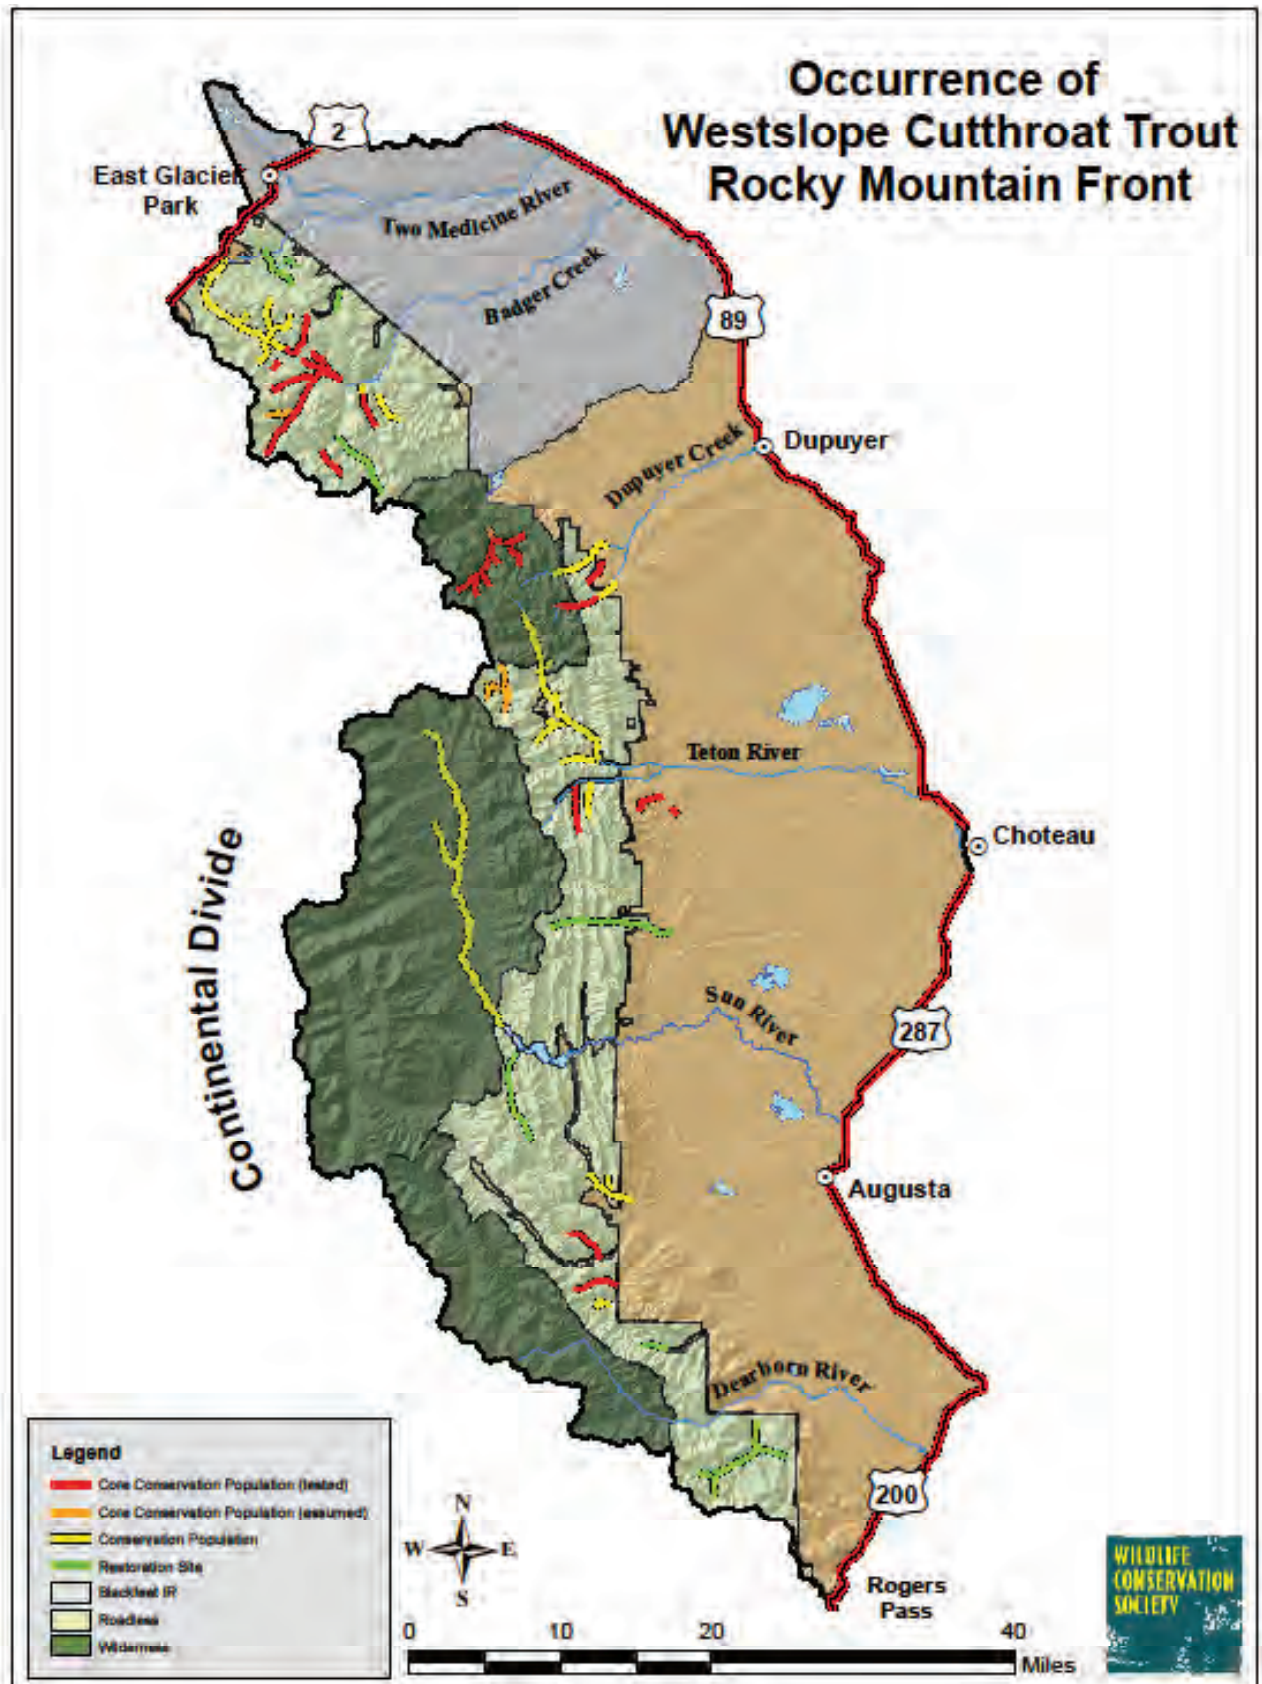 Occurrence of
Westslope Cutthroat Trout
Rocky Mountain Front
2
East Glacier
Park
Two Medicine River
Badger Creek
89
Dupuyer
Dupuyer Creek
Teton River
Choteau
Continental Divide
Sun River
287
Augusta
Dearborn River
200
Rogers
Pass
Legend
Core Conservation Population (tested)
Core Conservation Population (assumed)
Conservation Population
Restoration Site
Blackfeet IR
Roadless
Wilderness
N
W E
S
0 10 20 40
Miles
WILDLIFE
CONSERVATION
SOCIETY